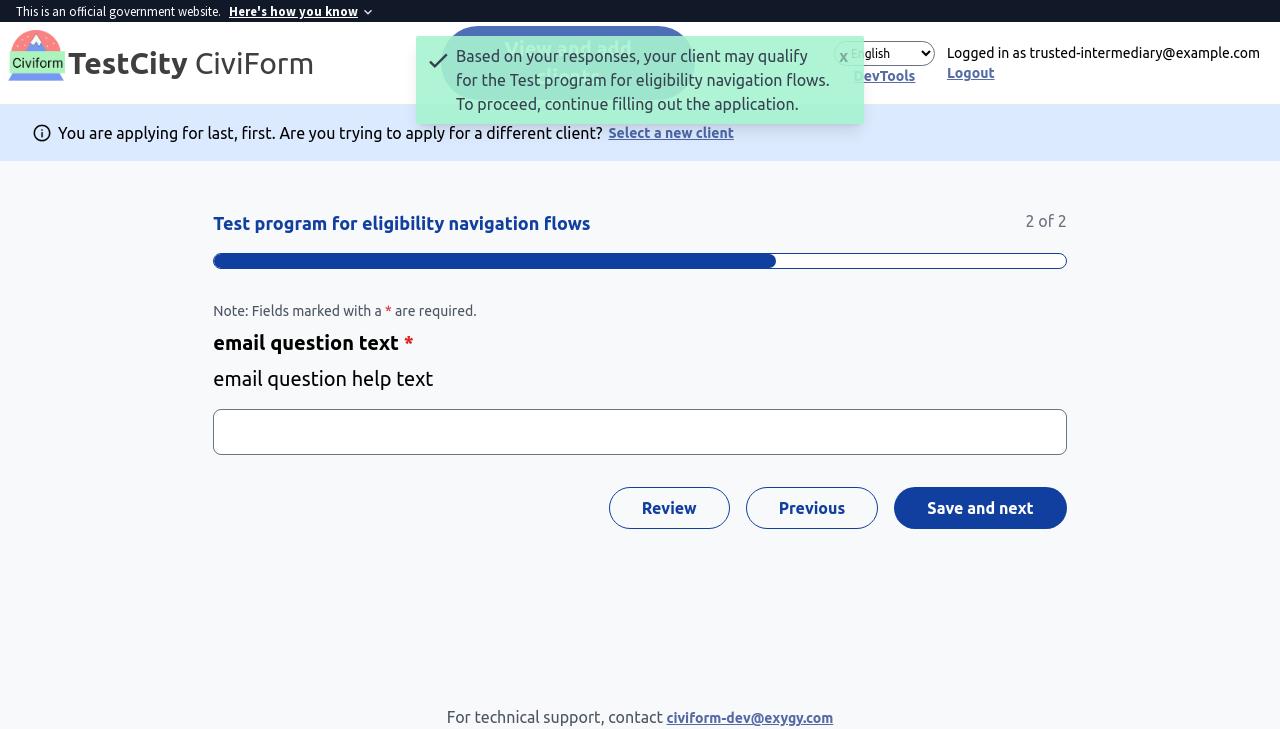 This is an official government website. Here's how you know
Civiform
TestCity CiviForm
View and add
Based on your responses, your client may qualify
for the Test program for eligibility navigation flows.
To proceed, continue filling out the application.
x
English
DevTools
Logged in as trusted-intermediary@example.com
Logout
You are applying for last, first. Are you trying to apply for a different client? Select a new client
Test program for eligibility navigation flows
2 of 2
Note: Fields marked with a * are required.
email question text *
email question help text
Review
Previous
Save and next
For technical support, contact civiform-dev@exygy.com